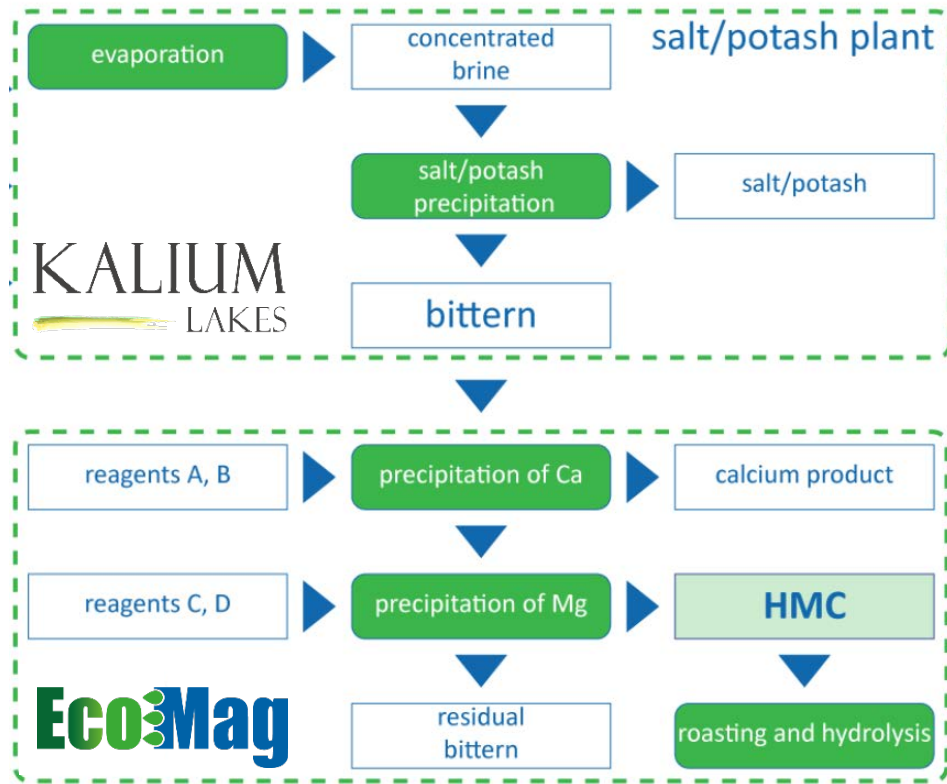 evaporation
concentrated
brine
salt/potash plant
salt/potash
precipitation
salt/potash
KALIUM
LAKES
bittern
reagents A, B
precipitation of Ca
calcium product
reagents C, D
precipitation of Mg
HMC
EcoMag
residual
bittern
roasting and hydrolysis